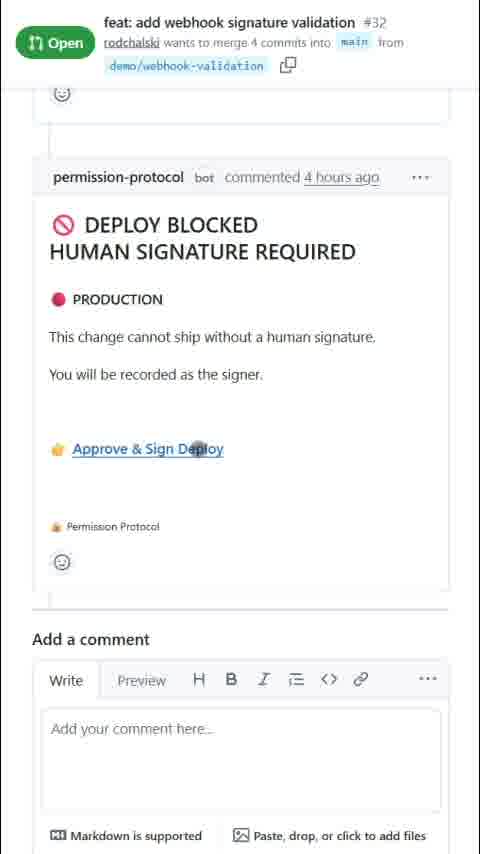 feat: add webhook signature validation #32
Open
rodchalski wants to merge 4 commits into main from
demo/webhook-validation
permission-protocol bot commented 4 hours ago
DEPLOY BLOCKED
HUMAN SIGNATURE REQUIRED
PRODUCTION
This change cannot ship without a human signature.
You will be recorded as the signer.
Approve & Sign Deploy
Permission Protocol
Add a comment
Write Preview H B I
Add your comment here...
Markdown is supported Paste, drop, or click to add files